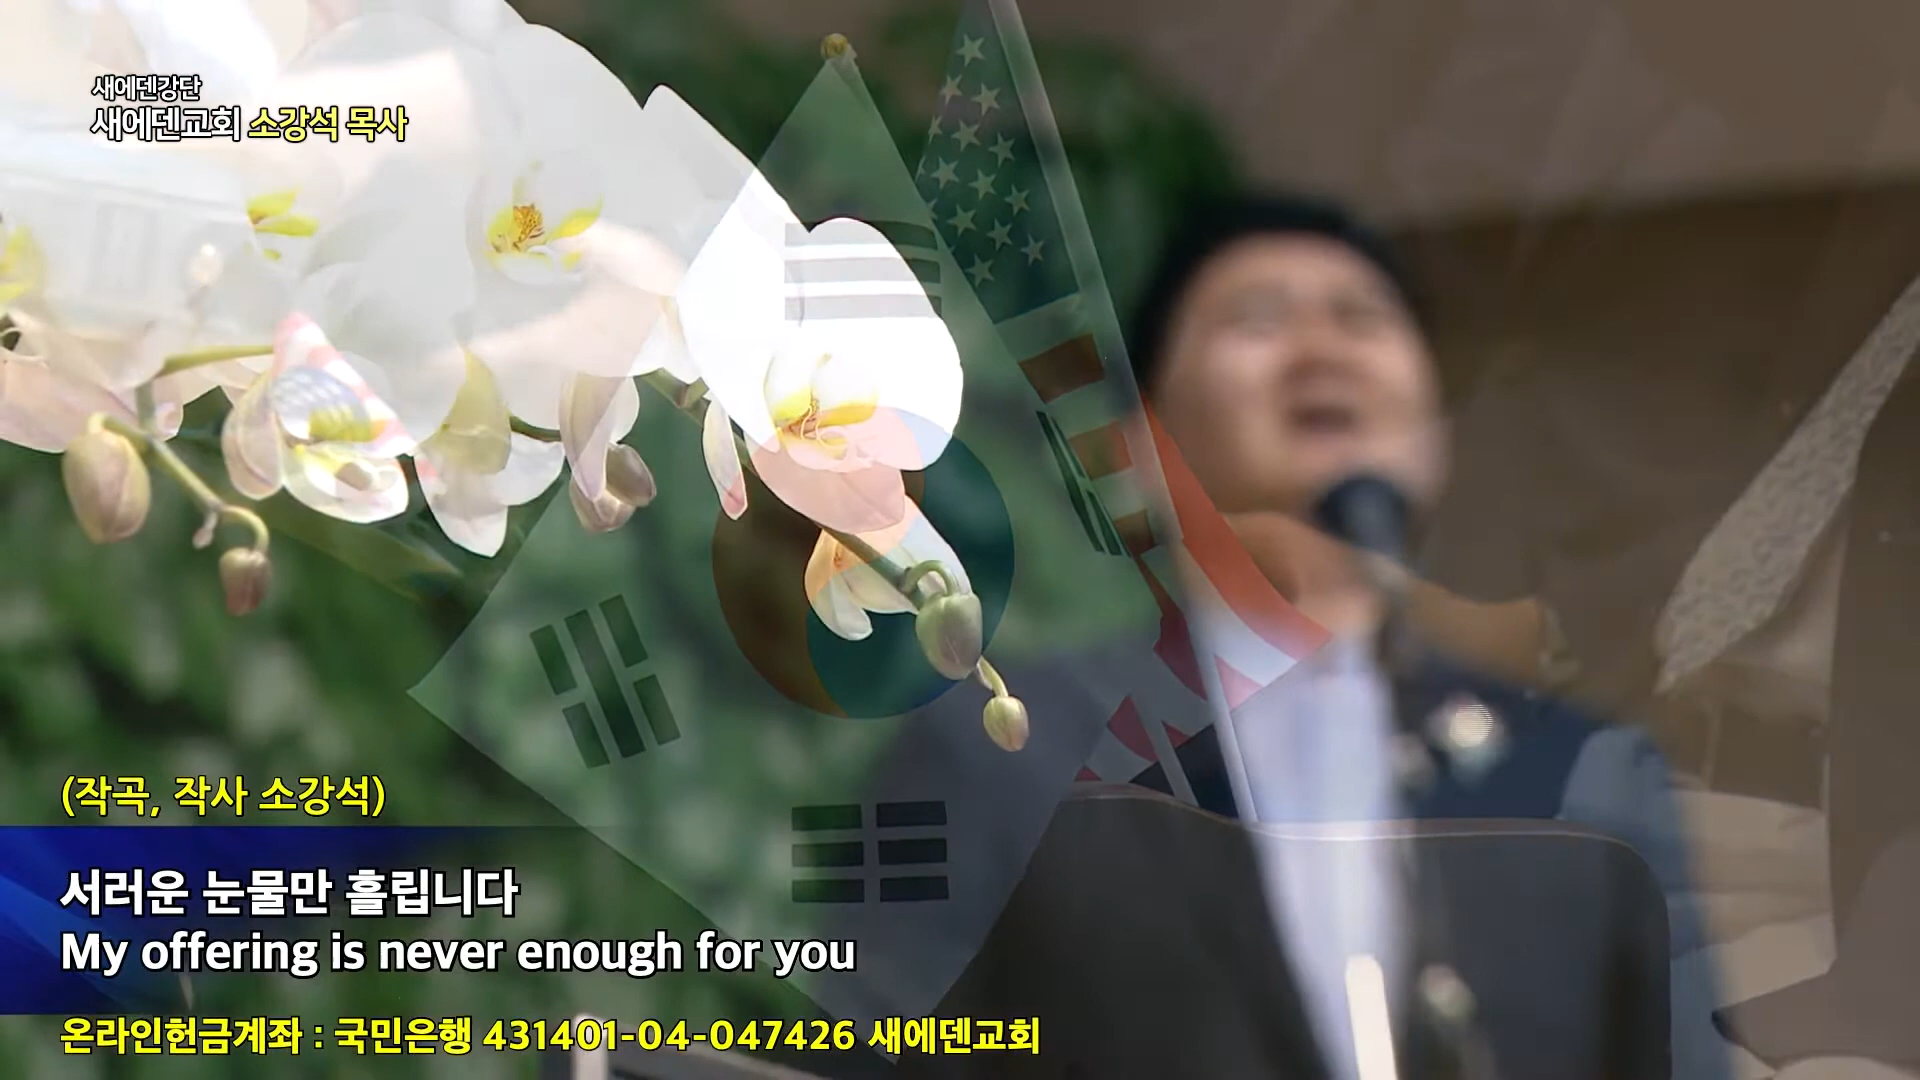 새에덴강단
새에덴교회 소강석 목사
(작곡, 작사 소강석)
서러운 눈물만 흘립니다
My offering is never enough for you
온라인헌금계좌 : 국민은행 431401-04-047426 새에덴교회